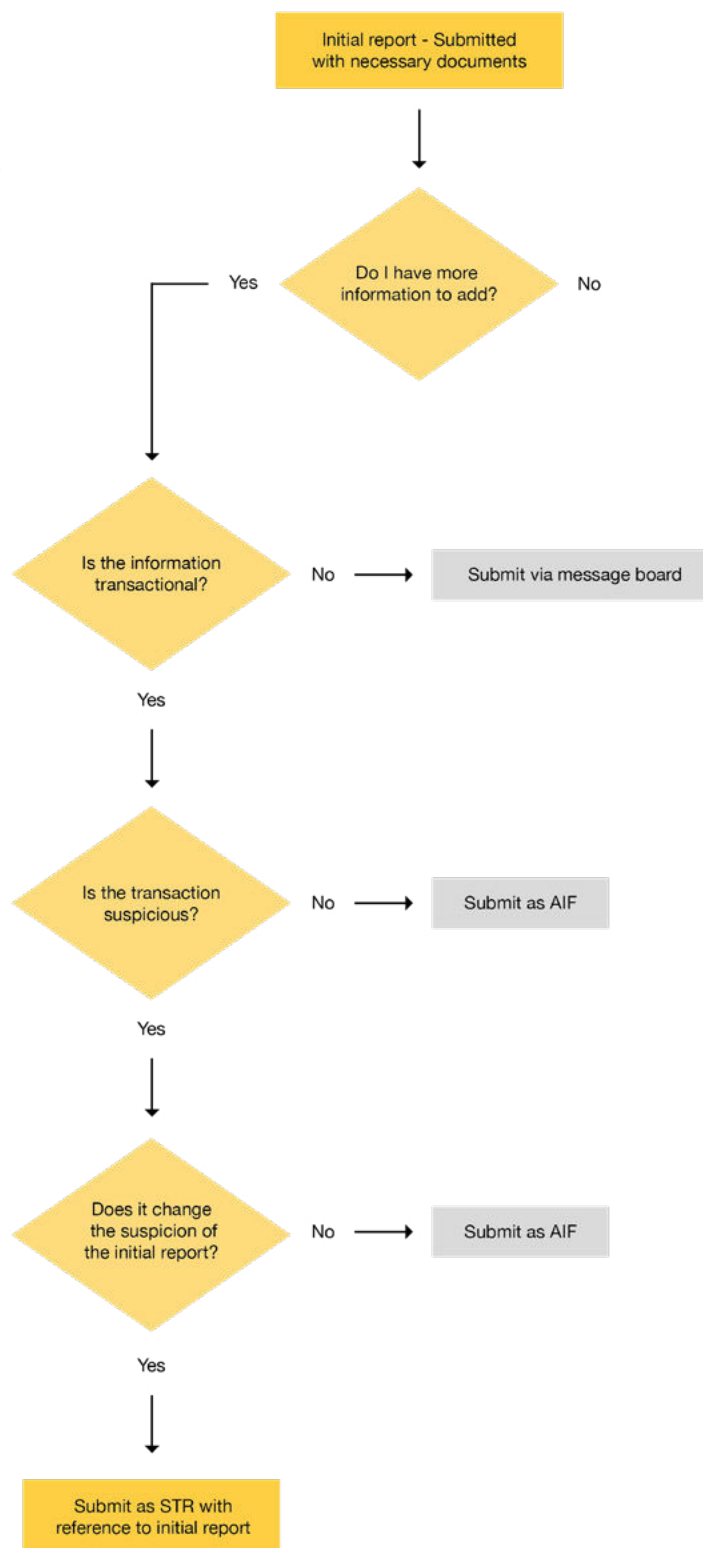 Initial report - Submitted
with necessary documents
Yes
Do I have more
information to add?
No
Is the information
transactional?
No
Submit via message board
Yes
Is the transaction
suspicious?
No
Submit as AIF
Yes
Does it change
the suspicion of
the initial report?
No
Submit as AIF
Yes
Submit as STR with
reference to initial report